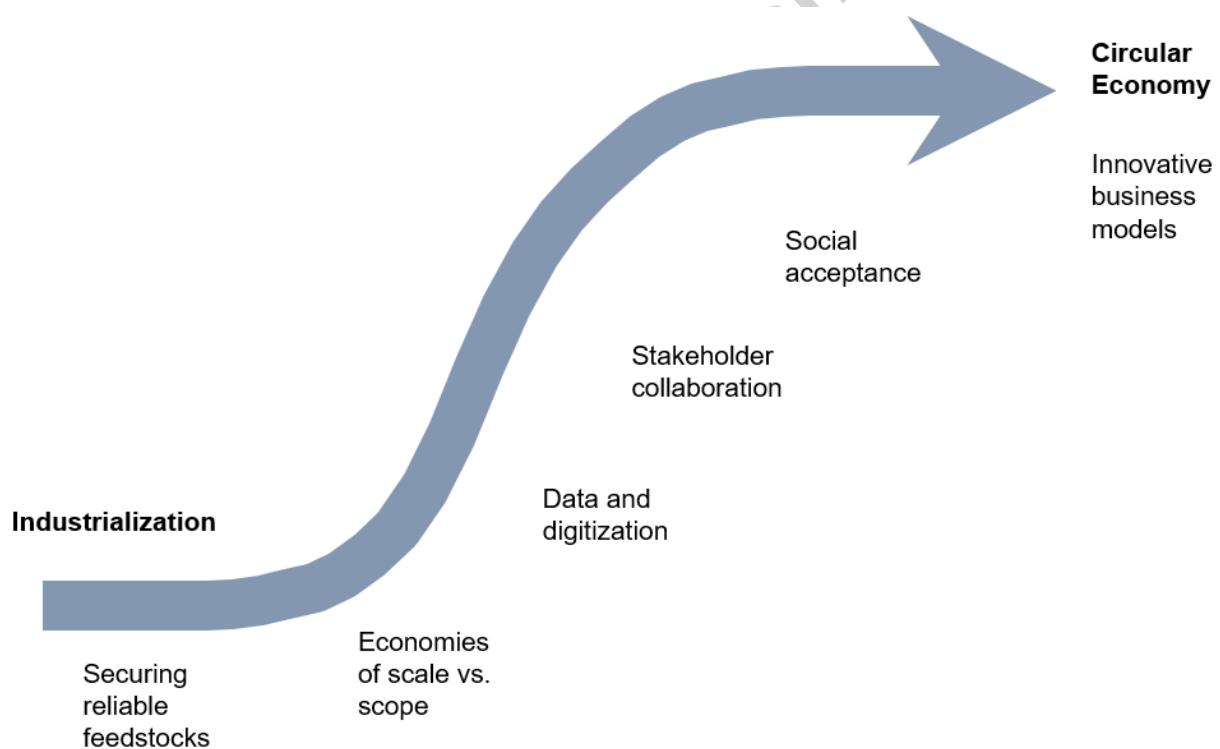 Circular
Economy
Innovative
business
models
Social
acceptance
Stakeholder
collaboration
Data and
digitization
Industrialization
Economies
of scale vs.
scope
Securing
reliable
feedstocks